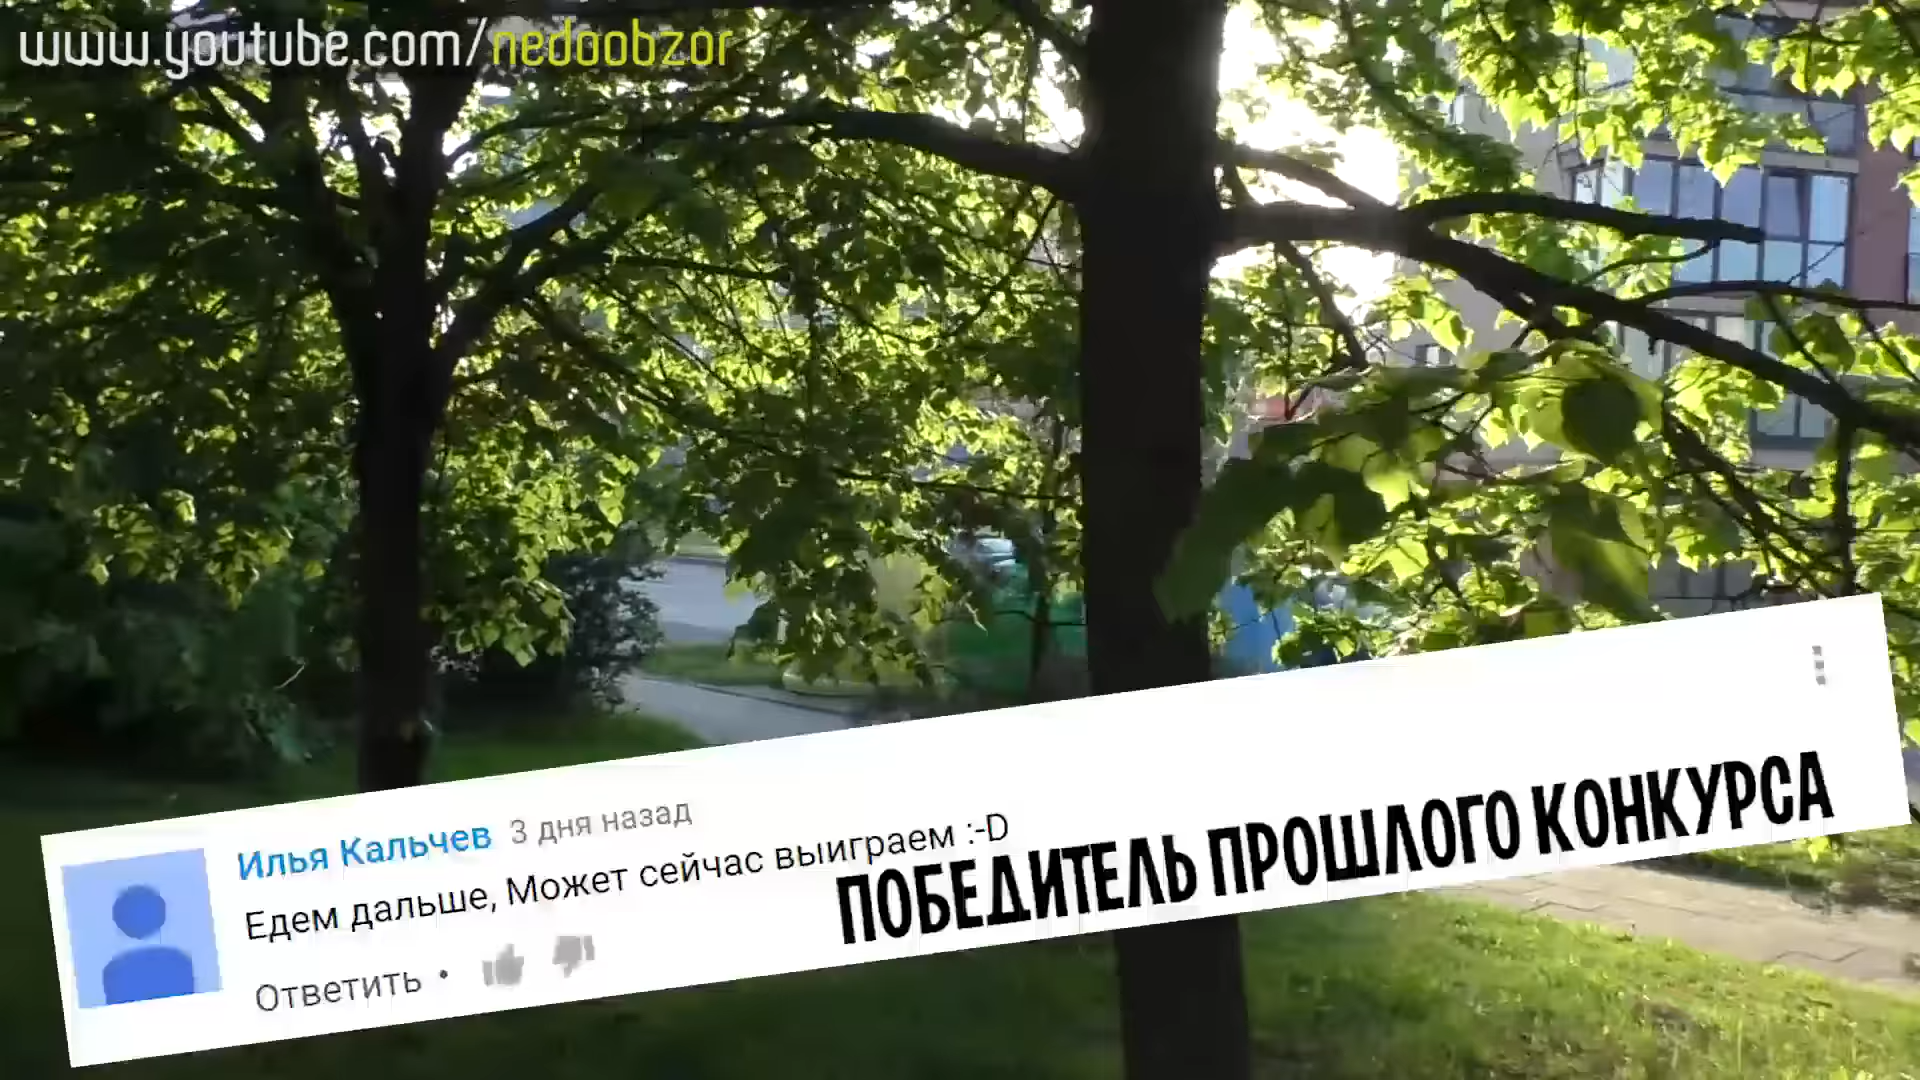 www.youtube.com/nedoobzor
Илья Кальчев 3 дня назад
Едем дальше, Может сейчас выиграем :-D
ПОБЕДИТЕЛЬ ПРОШЛОГО КОНКУРСА
Ответить •